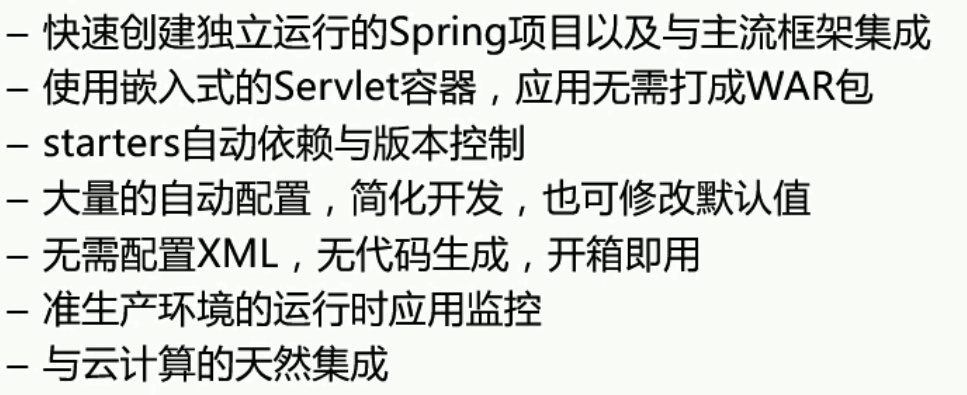 – 快速创建独立运行的Spring项目以及与主流框架集成
– 使用嵌入式的Servlet容器，应用无需打成WAR包
– starters自动依赖与版本控制
– 大量的自动配置，简化开发，也可修改默认值
– 无需配置XML，无代码生成，开箱即用
– 准生产环境的运行时应用监控
– 与云计算的天然集成